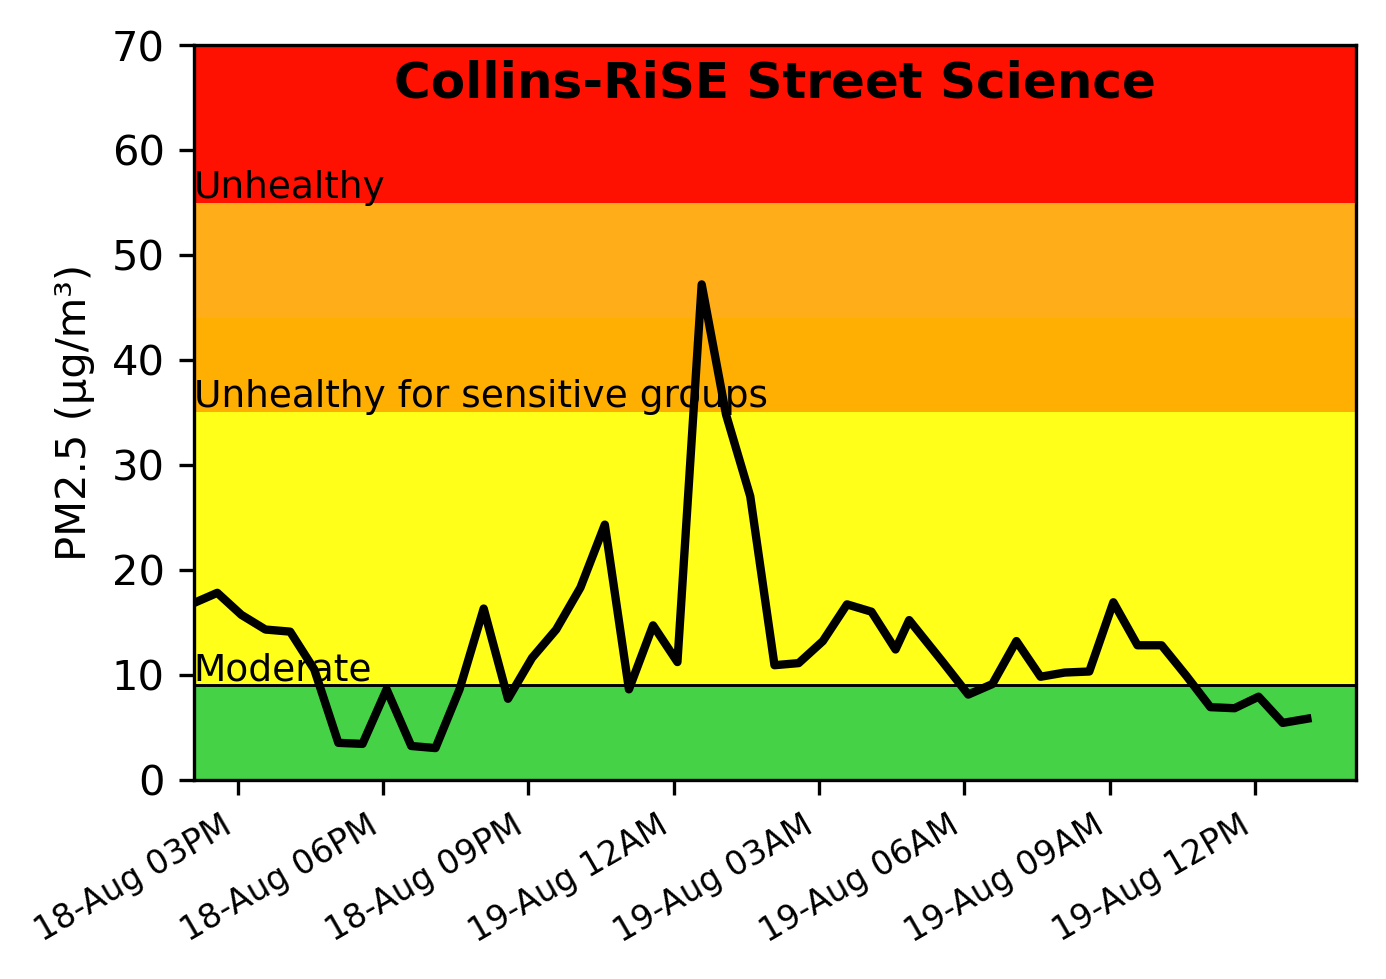 Collins-RiSE Street Science
70
60
50
40
30
20
10
0
PM2.5 (µg/m³)
Unhealthy
Unhealthy for sensitive groups
Moderate
18-Aug 03PM
18-Aug 06PM
18-Aug 09PM
19-Aug 12AM
19-Aug 03AM
19-Aug 06AM
19-Aug 09AM
19-Aug 12PM